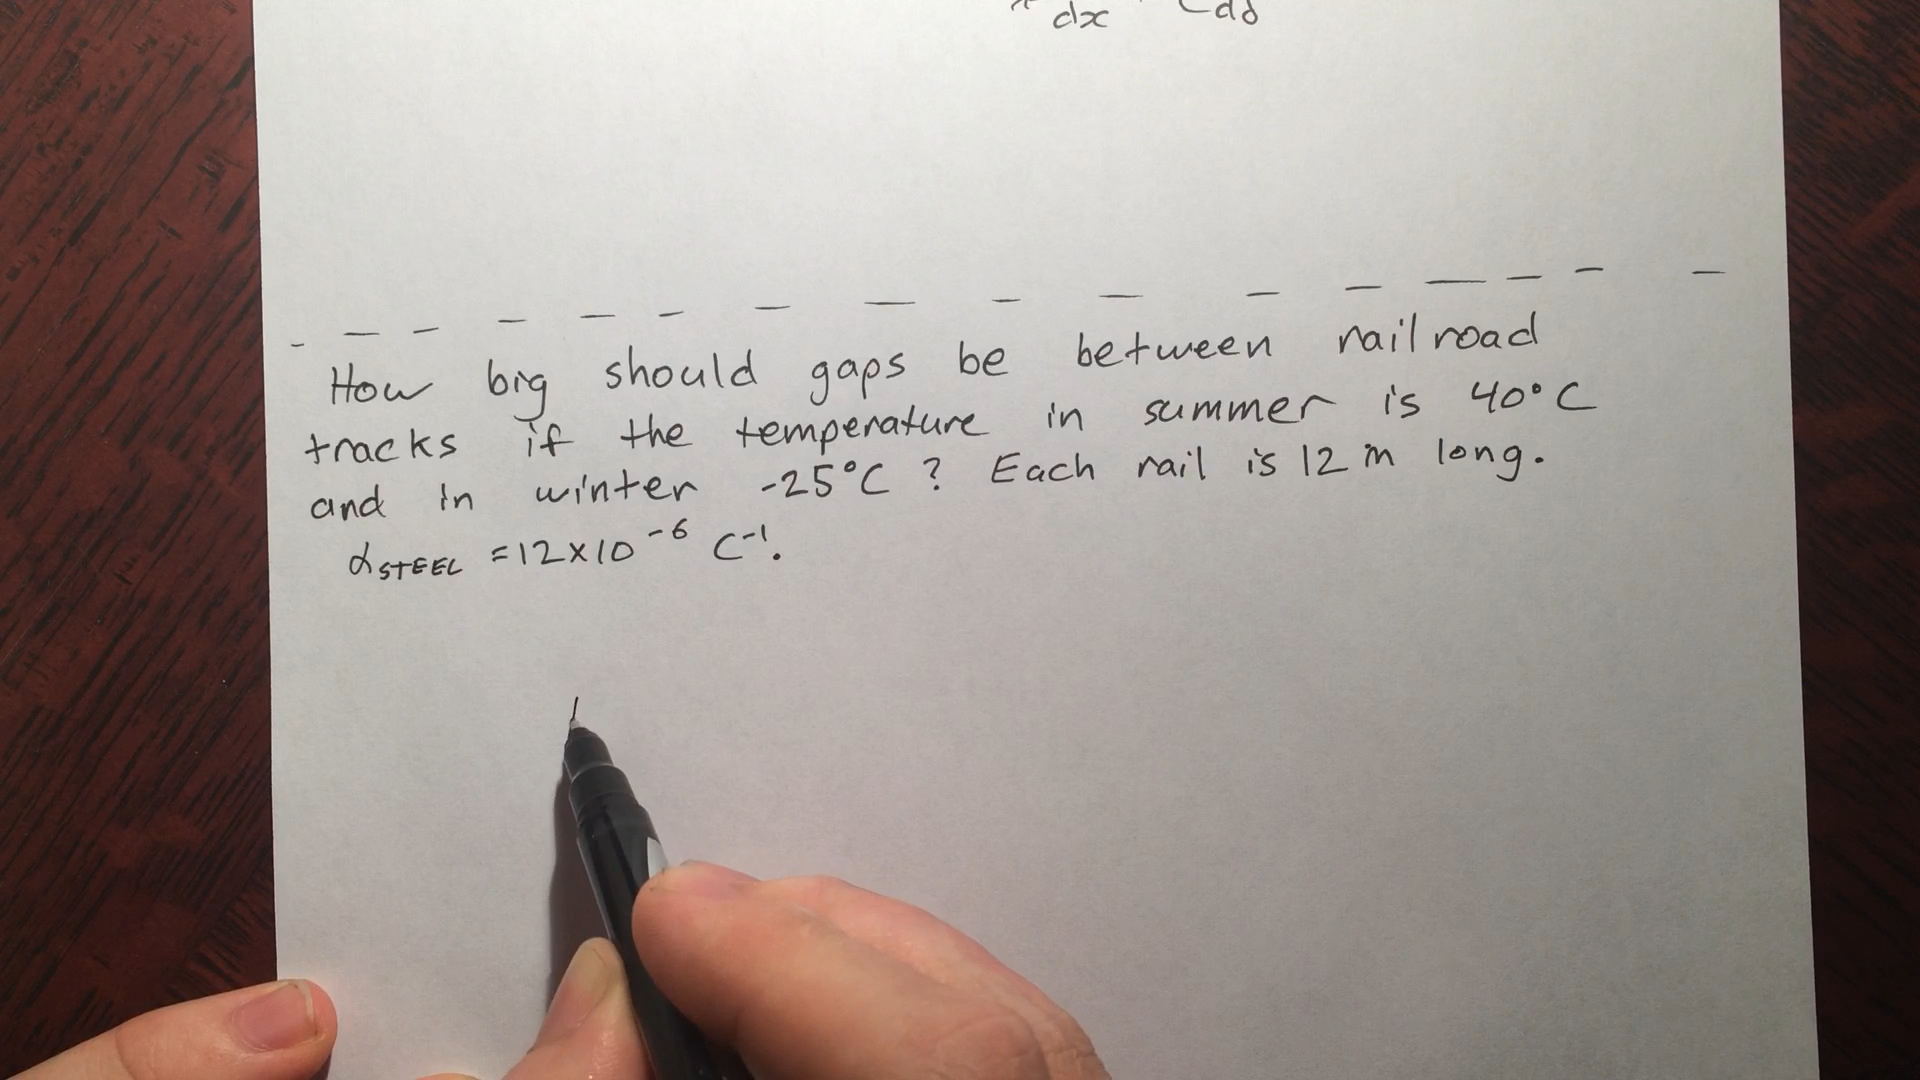 dx
How big should gaps be between railroad
tracks if the temperature in summer is 40°C
and in winter -25°C ? Each rail is 12 m long.
αSTEEL = 12×10⁻⁶ C⁻¹.